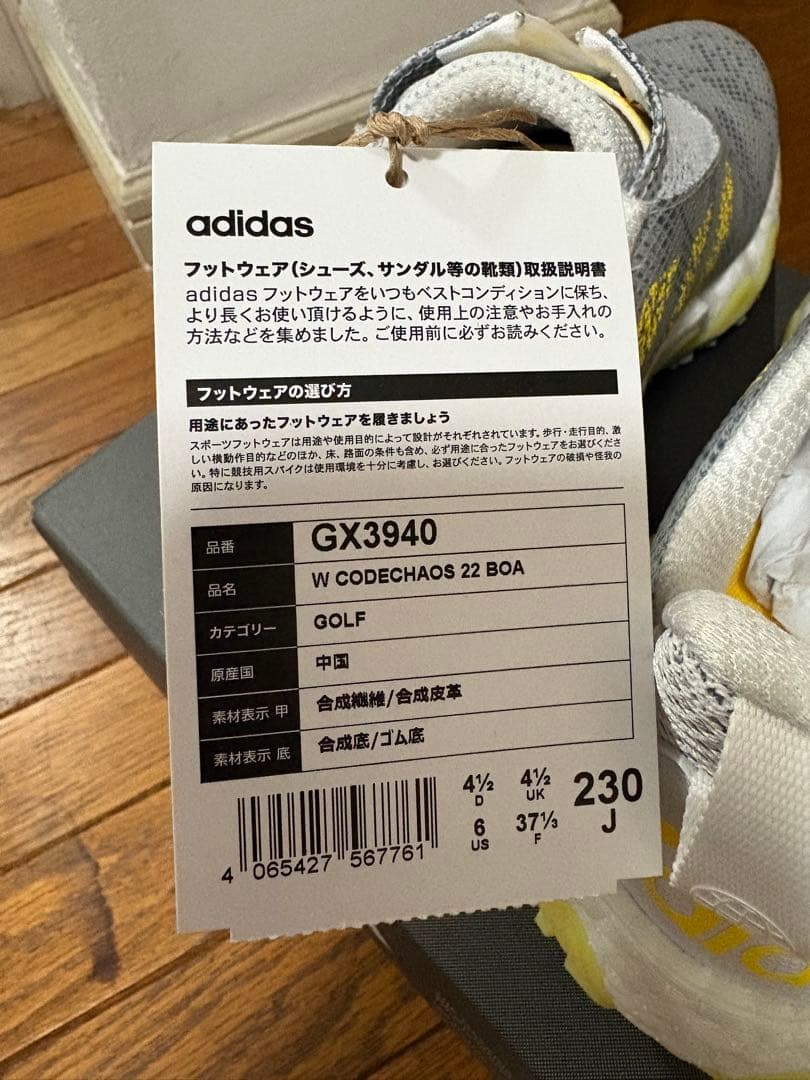 adidas
フットウェア(シューズ、サンダル等の靴類)取扱説明書
adidas フットウェアをいつもベストコンディションに保ち、
より長くお使い頂けるように、使用上の注意やお手入れの
方法などを集めました。ご使用前に必ずお読みください。
フットウェアの選び方
用途にあったフットウェアを履きましょう
スポーツフットウェアは用途や使用目的によって設計がそれぞれされています。歩行・走行目的、激
しい横動作目的などのほか、床、路面の条件も含め、必ず用途に合ったフットウェアをお選びくださ
い。特に競技用スパイクは使用環境を十分に考慮し、お選びください。フットウェアの破損や怪我の
原因になります。
品番 GX3940
品名 W CODECHAOS 22 BOA
カテゴリー GOLF
原産国 中国
素材表示 甲 合成繊維/合成皮革
素材表示 底 合成底/ゴム底
4½ D 4½ UK 230 J
6 US 37⅓ F
4 065427 567761